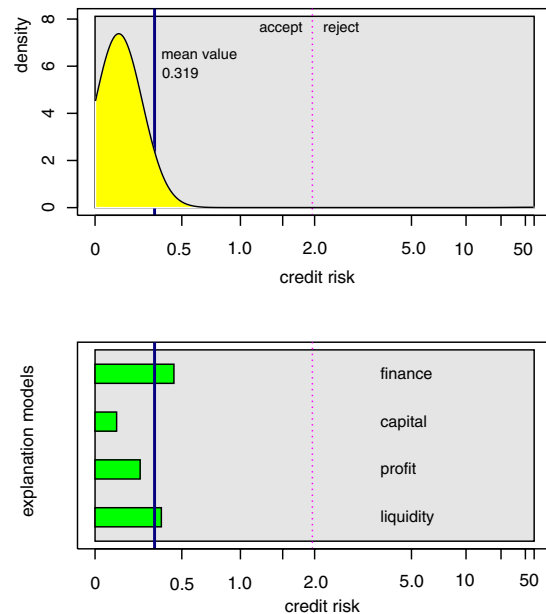 8
6
4
2
0
density
accept reject
mean value
0.319
0 0.5 1.0 2.0 5.0 10 50
credit risk
explanation models
finance
capital
profit
liquidity
0 0.5 1.0 2.0 5.0 10 50
credit risk